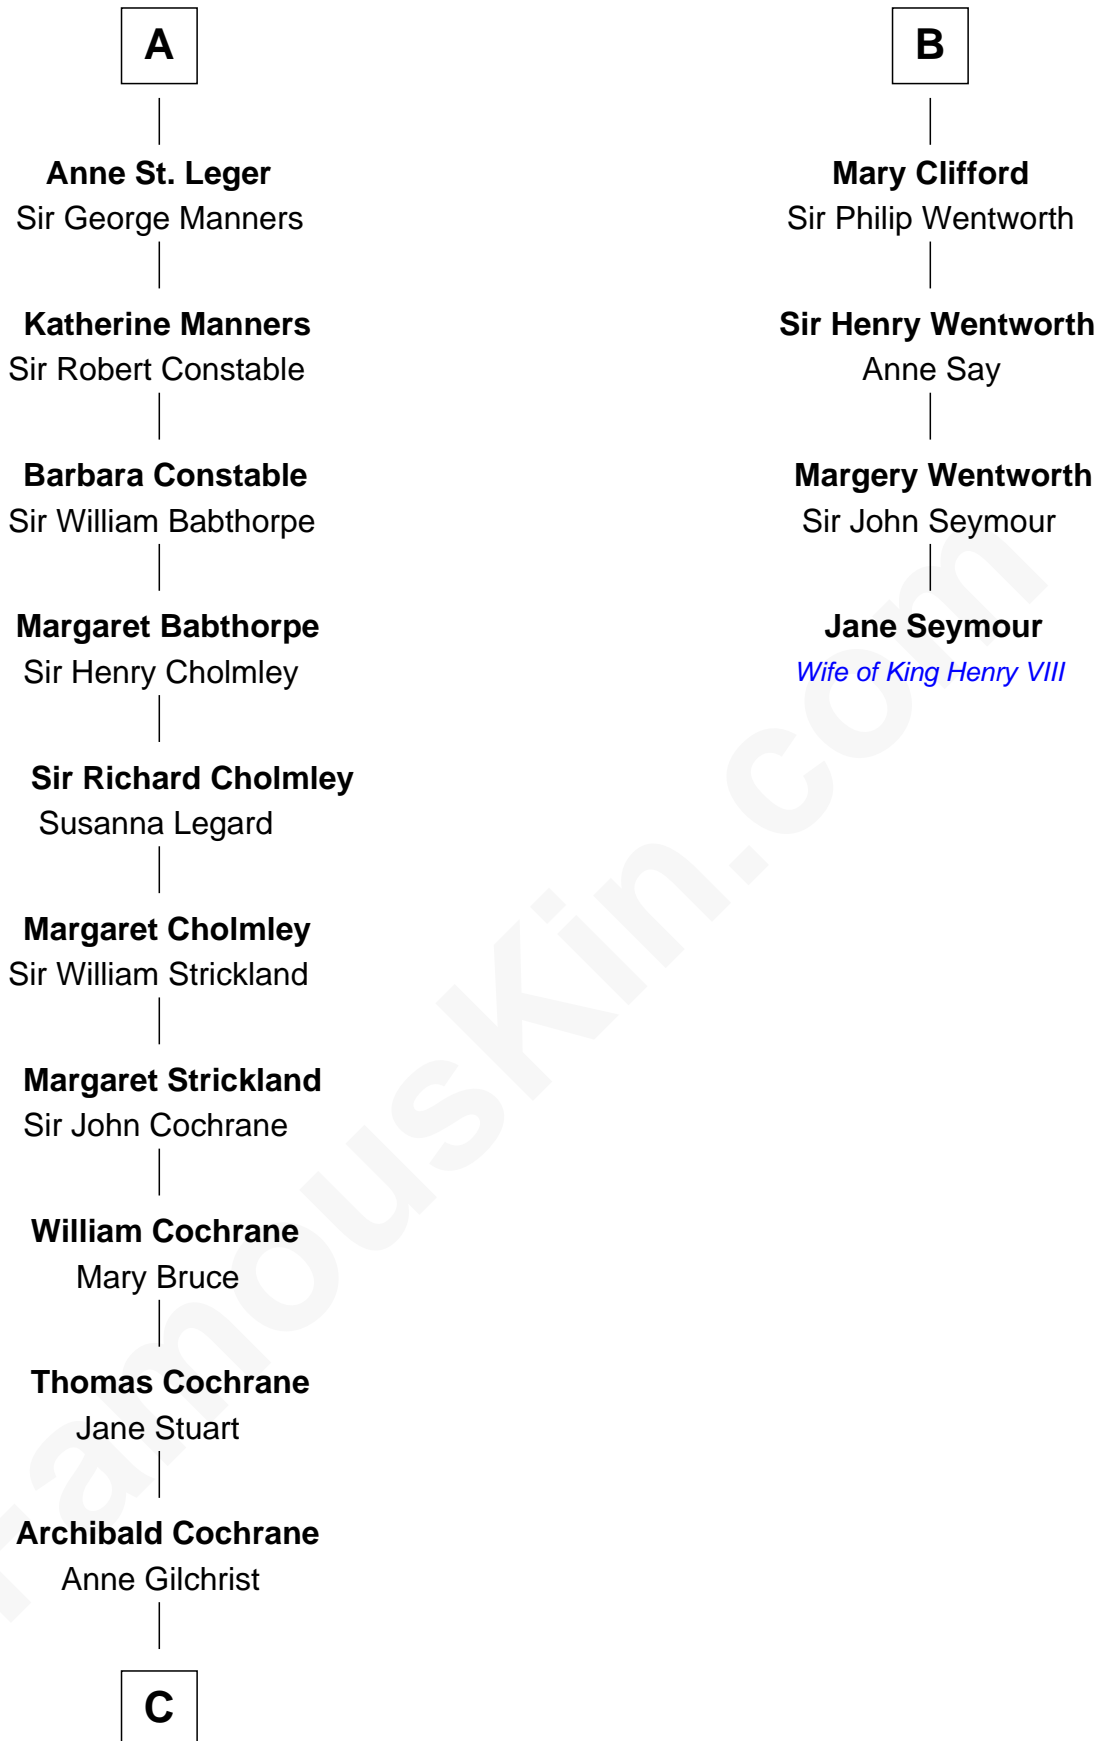 A
Anne St. Leger
Sir George Manners
Katherine Manners
Sir Robert Constable
Barbara Constable
Sir William Babthorpe
Margaret Babthorpe
Sir Henry Cholmley
Sir Richard Cholmley
Susanna Legard
Margaret Cholmley
Sir William Strickland
Margaret Strickland
Sir John Cochrane
William Cochrane
Mary Bruce
Thomas Cochrane
Jane Stuart
Archibald Cochrane
Anne Gilchrist
C
B
Mary Clifford
Sir Philip Wentworth
Sir Henry Wentworth
Anne Say
Margery Wentworth
Sir John Seymour
Jane Seymour
Wife of King Henry VIII
FamousKin.com